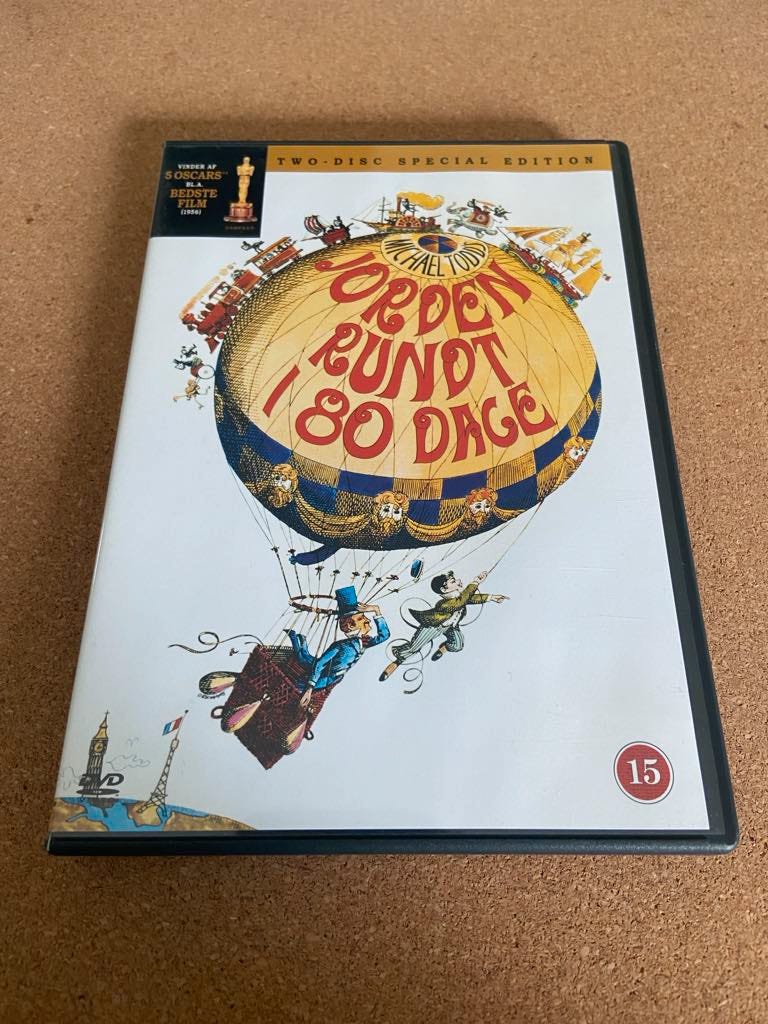 VINDER AF
5 OSCARS
BL.A.
BEDSTE
FILM
(1956)
TWO-DISC SPECIAL EDITION
MICHAEL TODD
JORDEN
RUNDT
I 80 DAGE
DVD
15